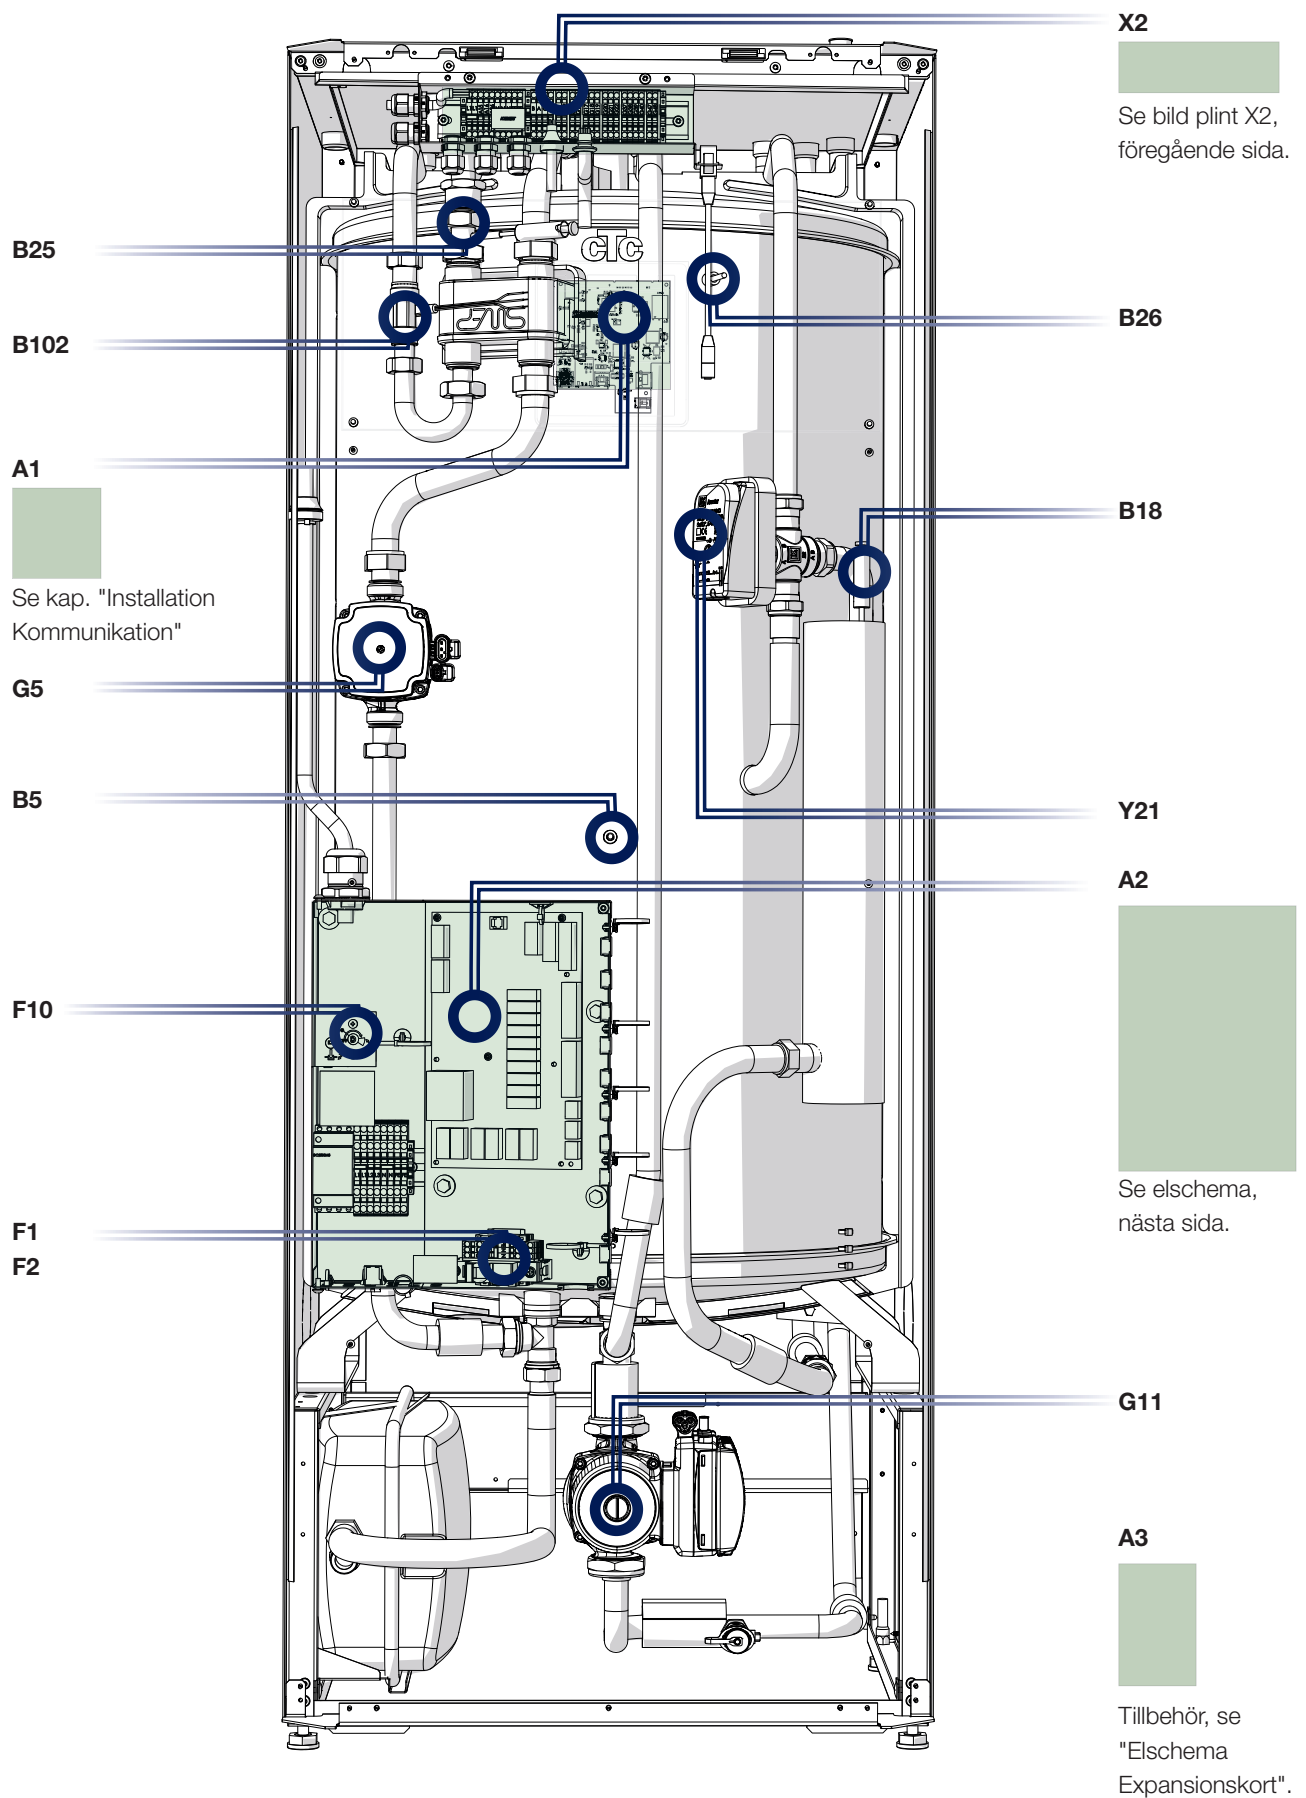 X2
Se bild plint X2,
föregående sida.
B25
B102
A1
Se kap. "Installation
Kommunikation"
G5
B5
F10
F1
F2
CTC
SWEP
B26
B18
Y21
A2
Se elschema,
nästa sida.
G11
A3
Tillbehör, se
"Elschema
Expansionskort".